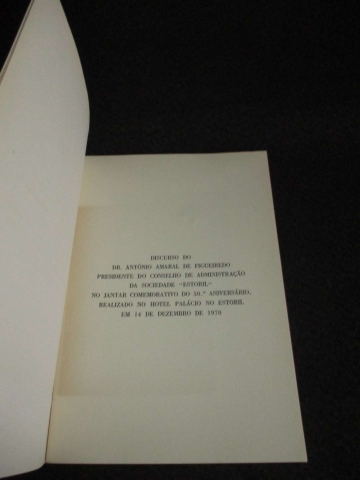 DISCURSO DO
DR. ANTÓNIO AMARAL DE FIGUEIREDO
PRESIDENTE DO CONSELHO DE ADMINISTRAÇÃO
DA SOCIEDADE "ESTORIL"
NO JANTAR COMEMORATIVO DO 50.º ANIVERSÁRIO,
REALIZADO NO HOTEL PALÁCIO NO ESTORIL
EM 14 DE DEZEMBRO DE 1970